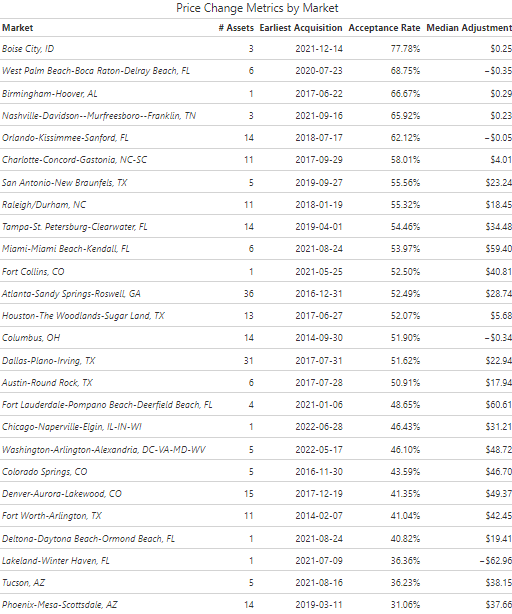 Price Change Metrics by Market
Market # Assets Earliest Acquisition Acceptance Rate Median Adjustment
Boise City, ID 3 2021-12-14 77.78% $0.25
West Palm Beach-Boca Raton-Delray Beach, FL 6 2020-07-23 68.75% −$0.35
Birmingham-Hoover, AL 1 2017-06-22 66.67% $0.29
Nashville-Davidson--Murfreesboro--Franklin, TN 3 2021-09-16 65.92% $0.23
Orlando-Kissimmee-Sanford, FL 14 2018-07-17 62.12% −$0.05
Charlotte-Concord-Gastonia, NC-SC 11 2017-09-29 58.01% $4.01
San Antonio-New Braunfels, TX 5 2019-09-27 55.56% $23.24
Raleigh/Durham, NC 11 2018-01-19 55.32% $18.45
Tampa-St. Petersburg-Clearwater, FL 14 2019-04-01 54.46% $34.48
Miami-Miami Beach-Kendall, FL 6 2021-08-24 53.97% $59.40
Fort Collins, CO 1 2021-05-25 52.50% $40.81
Atlanta-Sandy Springs-Roswell, GA 36 2016-12-31 52.49% $28.74
Houston-The Woodlands-Sugar Land, TX 13 2017-06-27 52.07% $5.68
Columbus, OH 14 2014-09-30 51.90% −$0.34
Dallas-Plano-Irving, TX 31 2017-07-31 51.62% $22.94
Austin-Round Rock, TX 6 2017-07-28 50.91% $17.94
Fort Lauderdale-Pompano Beach-Deerfield Beach, FL 4 2021-01-06 48.65% $60.61
Chicago-Naperville-Elgin, IL-IN-WI 1 2022-06-28 46.43% $31.21
Washington-Arlington-Alexandria, DC-VA-MD-WV 5 2022-05-17 46.10% $48.72
Colorado Springs, CO 5 2016-11-30 43.59% $46.70
Denver-Aurora-Lakewood, CO 15 2017-12-19 41.35% $49.37
Fort Worth-Arlington, TX 11 2014-02-07 41.04% $42.45
Deltona-Daytona Beach-Ormond Beach, FL 1 2021-08-24 40.82% $19.41
Lakeland-Winter Haven, FL 1 2021-07-09 36.36% −$62.96
Tucson, AZ 5 2021-08-16 36.23% $38.15
Phoenix-Mesa-Scottsdale, AZ 14 2019-03-11 31.06% $37.66